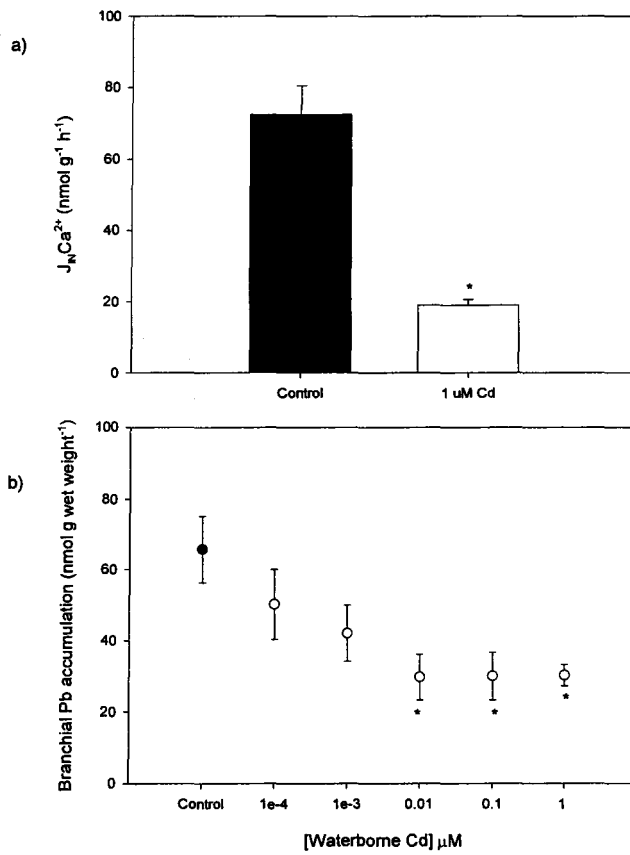 a)
100
80
60
40
20
0
J_IN Ca²⁺ (nmol g⁻¹ h⁻¹)
*
Control
1 uM Cd
b)
100
80
60
40
20
0
Branchial Pb accumulation (nmol g wet weight⁻¹)
* * *
Control 1e-4 1e-3 0.01 0.1 1
[Waterborne Cd] μM